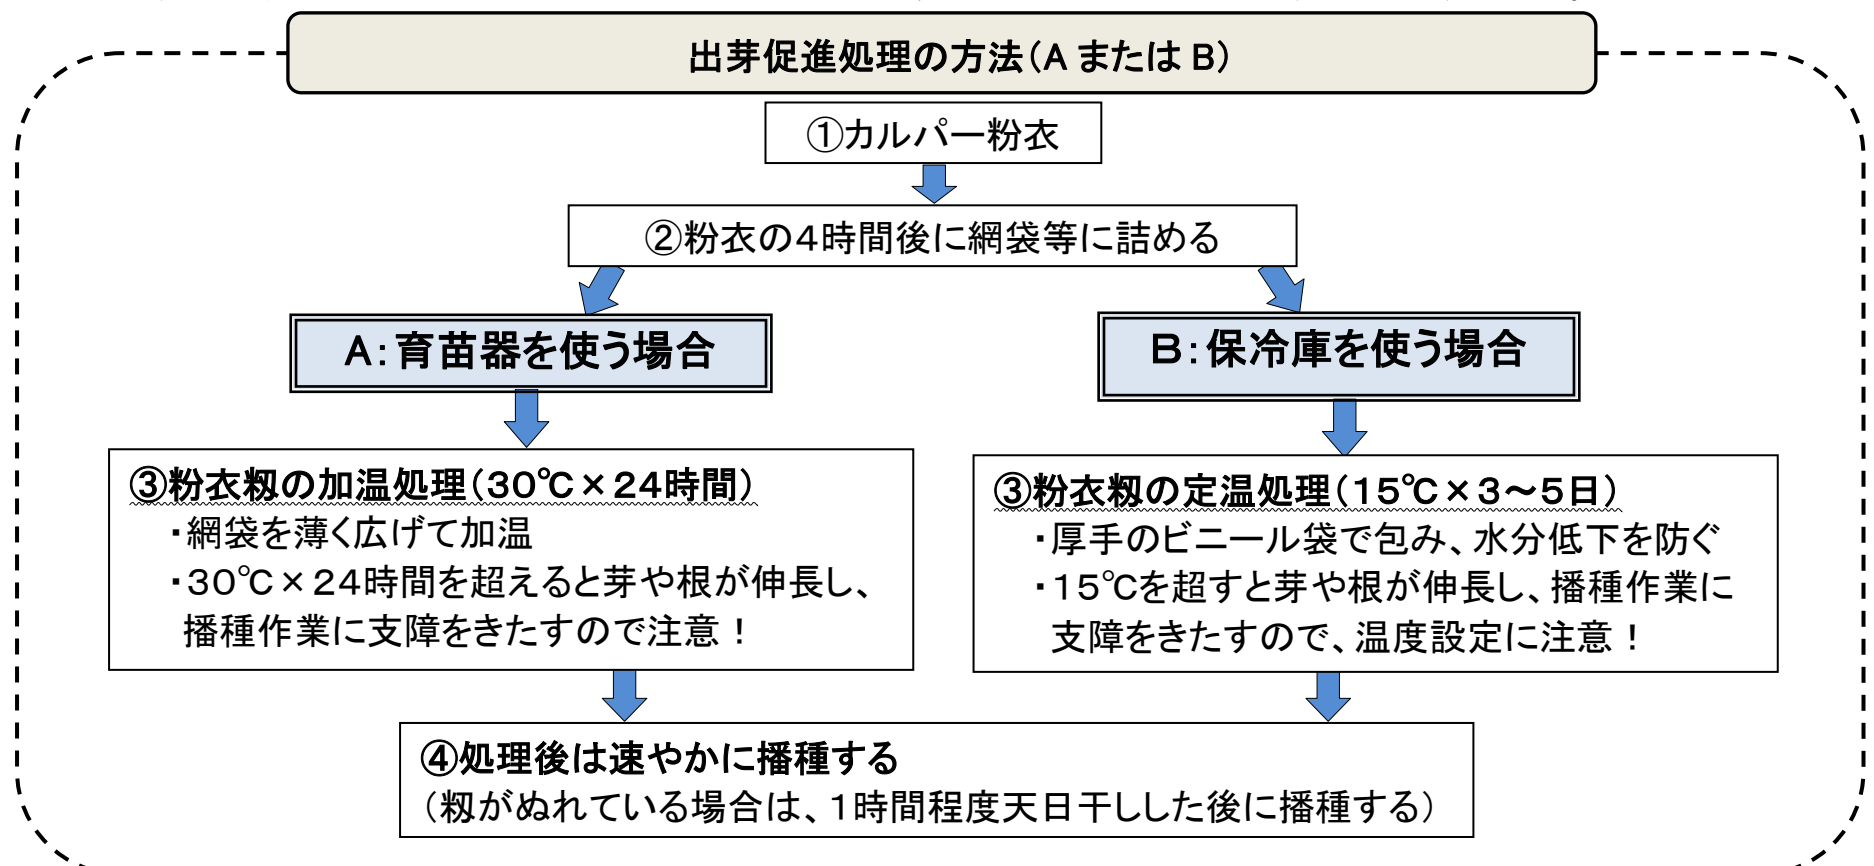 出芽促進処理の方法(A または B)
①カルパー粉衣
②粉衣の4時間後に網袋等に詰める
A:育苗器を使う場合
B:保冷庫を使う場合
③粉衣籾の加温処理(30℃×24時間)
・網袋を薄く広げて加温
・30℃×24時間を超えると芽や根が伸長し、
播種作業に支障をきたすので注意!
③粉衣籾の定温処理(15℃×3~5日)
・厚手のビニール袋で包み、水分低下を防ぐ
・15℃を超すと芽や根が伸長し、播種作業に
支障をきたすので、温度設定に注意!
④処理後は速やかに播種する
(籾がぬれている場合は、1時間程度天日干しした後に播種する)